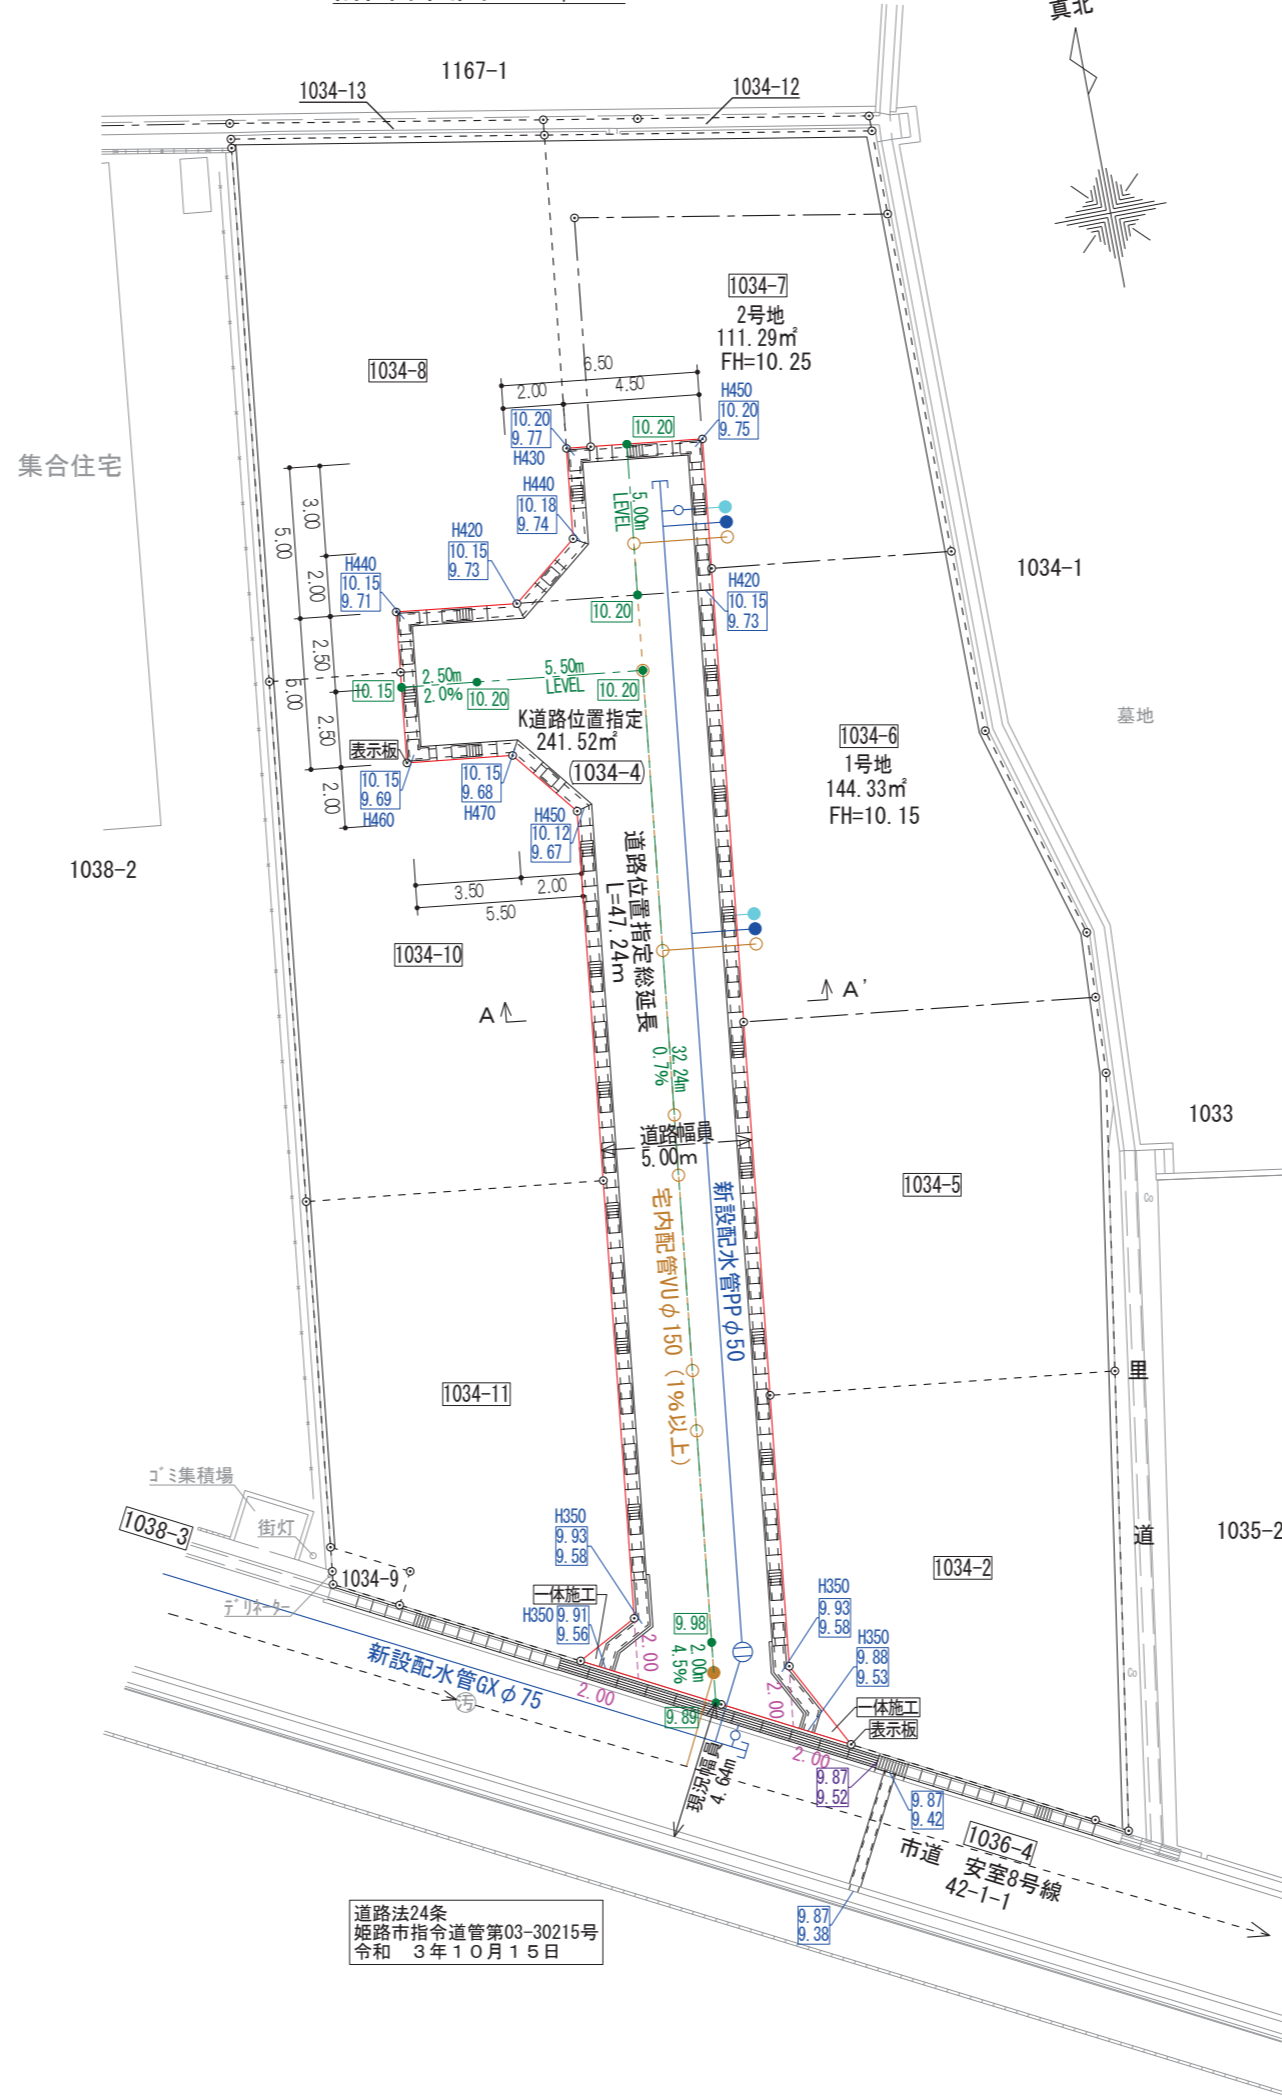 真北
1167-1
1034-13
1034-12
1034-7
2号地
111.29㎡
FH=10.25
6.50
2.00
4.50
1034-8
集合住宅
H450
10.20
9.75
10.20
9.77
H430
10.20
H440
10.18
9.74
5.00m
LEVEL
H420
10.15
9.73
H440
10.15
9.71
3.00
5.00
2.00
2.50
5.00
2.50
2.00
10.20
H420
10.15
9.73
1034-1
10.15
2.50m
2.0%
10.20
5.50m
LEVEL
10.20
K道路位置指定
241.52㎡
(1034-4)
表示板
10.15
9.69
H460
10.15
9.68
H470
H450
10.12
9.67
1034-6
1号地
144.33㎡
FH=10.15
墓地
1038-2
3.50
2.00
5.50
道路位置指定総延長
L=47.24m
1034-10
A
A'
32.24m
0.7%
道路幅員
5.00m
1033
1034-5
Co
新設配水管PPφ50
宅内配管VUφ150 (1%以上)
里
道
1034-11
1035-2
ゴミ集積場
街灯
1038-3
1034-9
デリネーター
H350
9.93
9.58
一体施工
H350
9.91
9.56
2.00
2.00
9.98
2.00m
4.5%
9.89
1034-2
H350
9.93
9.58
H350
9.88
9.53
一体施工
表示板
2.00
2.00
新設配水管GXφ75
汚
現況幅員
4.64m
9.87
9.52
9.87
9.42
Co
1036-4
市道 安室8号線
42-1-1
9.87
9.38
道路法24条
姫路市指令道管第03-30215号
令和 3年10月15日